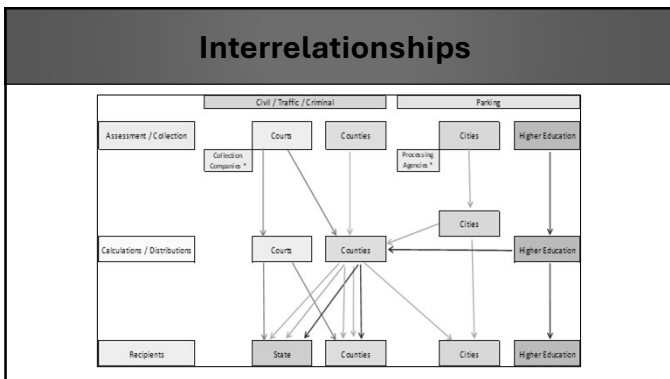 Interrelationships
Civil / Traffic / Criminal
Parking
Assessment / Collection
Courts
Counties
Cities
Higher Education
Collection
Companies *
Processing
Agencies *
Cities
Calculations / Distributions
Courts
Counties
Higher Education
Recipients
State
Counties
Cities
Higher Education